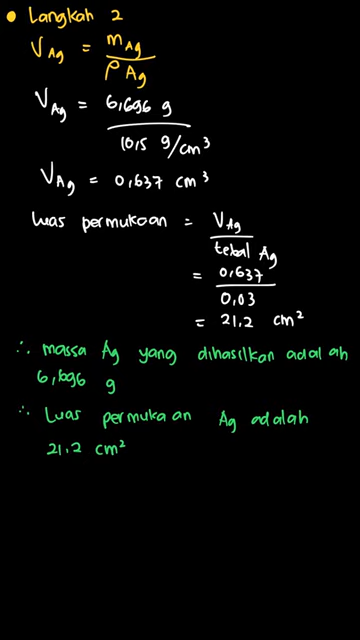 • Langkah 2
V Ag = m Ag / ρ Ag
V Ag = 6,696 g / 10,5 g/cm³
V Ag = 0,637 cm³
Luas permukaan = V Ag / tebal Ag
= 0,637 / 0,03
= 21,2 cm²
∴ massa Ag yang dihasilkan adalah
6,696 g
∴ Luas permukaan Ag adalah
21,2 cm²